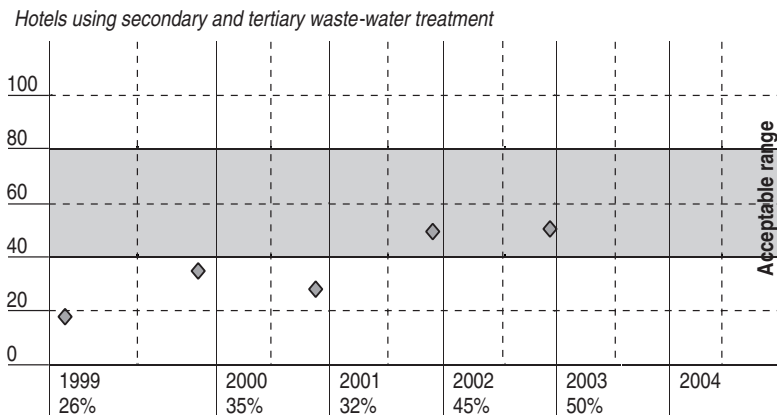 Hotels using secondary and tertiary waste-water treatment
100
80
60
40
20
0
Acceptable range
1999 2000 2001 2002 2003 2004
26% 35% 32% 45% 50%